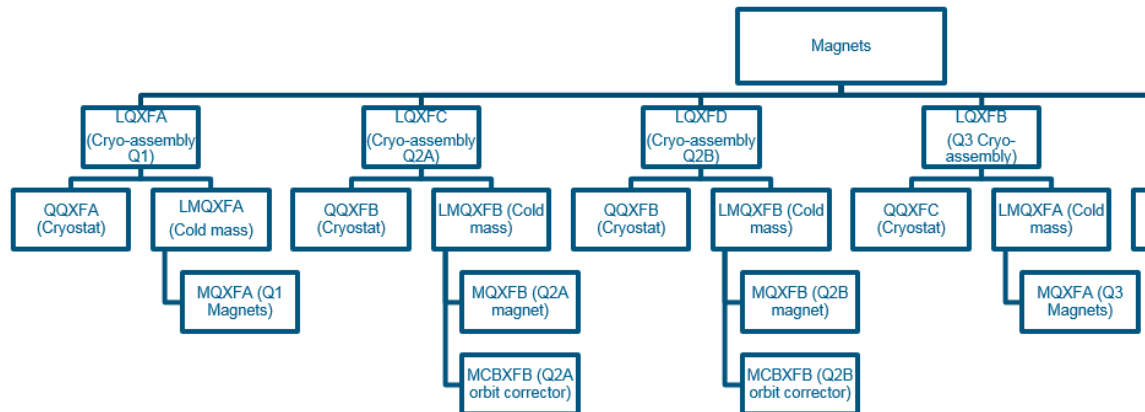 Magnets
LQXFA
(Cryo-assembly
Q1)
LQXFC
(Cryo-assembly
Q2A)
LQXFD
(Cryo-assembly
Q2B)
LQXFB
(Q3 Cryo-
assembly)
QQXFA
(Cryostat)
LMQXFA
(Cold mass)
QQXFB
(Cryostat)
LMQXFB (Cold
mass)
QQXFB
(Cryostat)
LMQXFB (Cold
mass)
QQXFC
(Cryostat)
LMQXFA (Cold
mass)
MQXFA (Q1
Magnets)
MQXFB (Q2A
magnet)
MQXFB (Q2B
magnet)
MQXFA (Q3
Magnets)
MCBXFB (Q2A
orbit corrector)
MCBXFB (Q2B
orbit corrector)